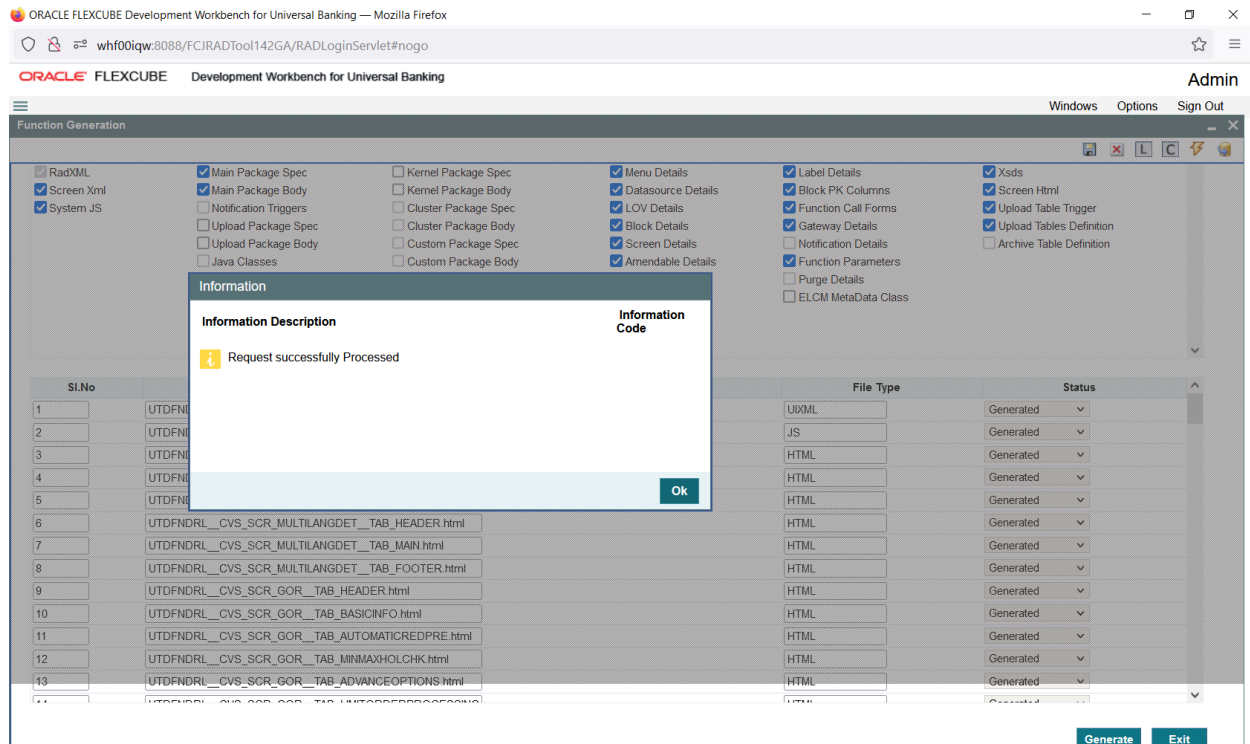 ORACLE FLEXCUBE Development Workbench for Universal Banking — Mozilla Firefox
whf00iqw:8088/FCJRADTool142GA/RADLoginServlet#nogo
ORACLE FLEXCUBE Development Workbench for Universal Banking
Admin
Windows Options Sign Out
Function Generation
L C
RadXML Main Package Spec Kernel Package Spec Menu Details Label Details Xsds
Screen Xml Main Package Body Kernel Package Body Datasource Details Block PK Columns Screen Html
System JS Notification Triggers Cluster Package Spec LOV Details Function Call Forms Upload Table Trigger
Upload Package Spec Cluster Package Body Block Details Gateway Details Upload Tables Definition
Upload Package Body Custom Package Spec Screen Details Notification Details Archive Table Definition
Java Classes Custom Package Body Amendable Details Function Parameters
Purge Details
ELCM MetaData Class
Information
Information Description Information Code
Request successfully Processed
Ok
Sl.No File Type Status
1 UTDFN UIXML Generated
2 UTDFN JS Generated
3 UTDFN HTML Generated
4 UTDFN HTML Generated
5 UTDFN HTML Generated
6 UTDFNDRL__CVS_SCR_MULTILANGDET__TAB_HEADER.html HTML Generated
7 UTDFNDRL__CVS_SCR_MULTILANGDET__TAB_MAIN.html HTML Generated
8 UTDFNDRL__CVS_SCR_MULTILANGDET__TAB_FOOTER.html HTML Generated
9 UTDFNDRL__CVS_SCR_GOR__TAB_HEADER.html HTML Generated
10 UTDFNDRL__CVS_SCR_GOR__TAB_BASICINFO.html HTML Generated
11 UTDFNDRL__CVS_SCR_GOR__TAB_AUTOMATICREDPRE.html HTML Generated
12 UTDFNDRL__CVS_SCR_GOR__TAB_MINMAXHOLCHK.html HTML Generated
13 UTDFNDRL__CVS_SCR_GOR__TAB_ADVANCEOPTIONS.html HTML Generated
Generate Exit